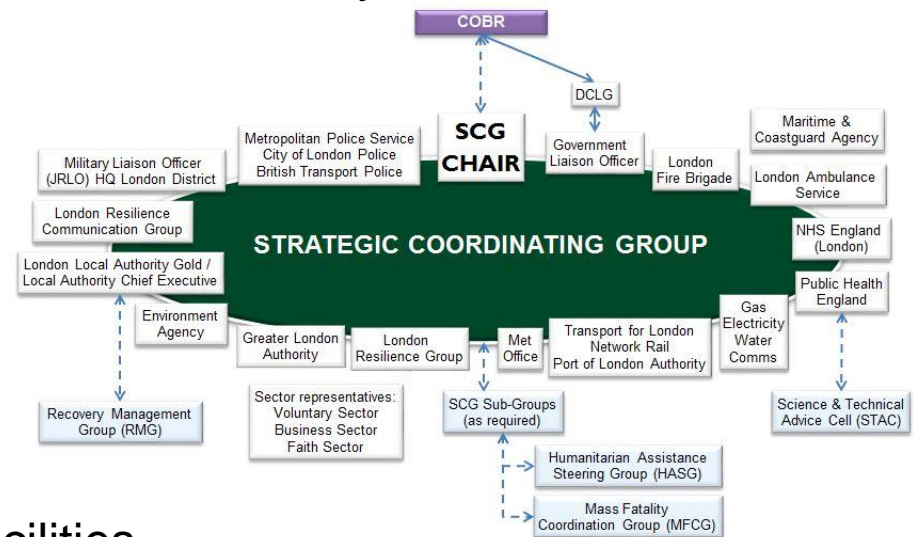 COBR
DCLG
SCG
CHAIR
Government
Liaison Officer
Metropolitan Police Service
City of London Police
British Transport Police
London
Fire Brigade
Maritime &
Coastguard Agency
Military Liaison Officer
(JRLO) HQ London District
London Ambulance
Service
London Resilience
Communication Group
STRATEGIC COORDINATING GROUP
NHS England
(London)
London Local Authority Gold /
Local Authority Chief Executive
Public Health
England
Environment
Agency
Greater London
Authority
London
Resilience Group
Met
Office
Transport for London
Network Rail
Port of London Authority
Gas
Electricity
Water
Comms
Recovery Management
Group (RMG)
Sector representatives:
Voluntary Sector
Business Sector
Faith Sector
SCG Sub-Groups
(as required)
Science & Technical
Advice Cell (STAC)
Humanitarian Assistance
Steering Group (HASG)
Mass Fatality
Coordination Group (MFCG)